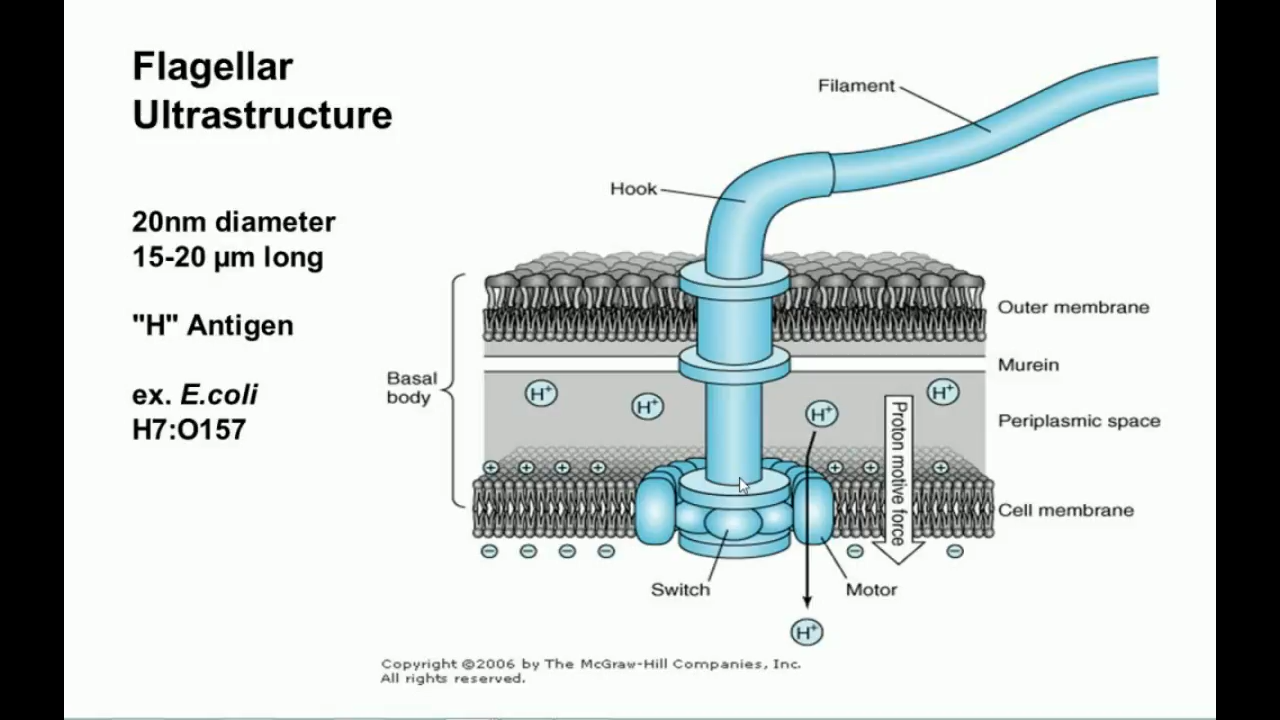 Flagellar
Ultrastructure
20nm diameter
15-20 µm long
"H" Antigen
ex. E.coli
H7:O157
Filament
Hook
Outer membrane
Murein
Basal
body
H⁺
H⁺
H⁺
H⁺
Periplasmic space
Proton motive force
+ + + + + + +
Cell membrane
− − − − − −
Switch
Motor
H⁺
Copyright ©2006 by The McGraw-Hill Companies, Inc.
All rights reserved.